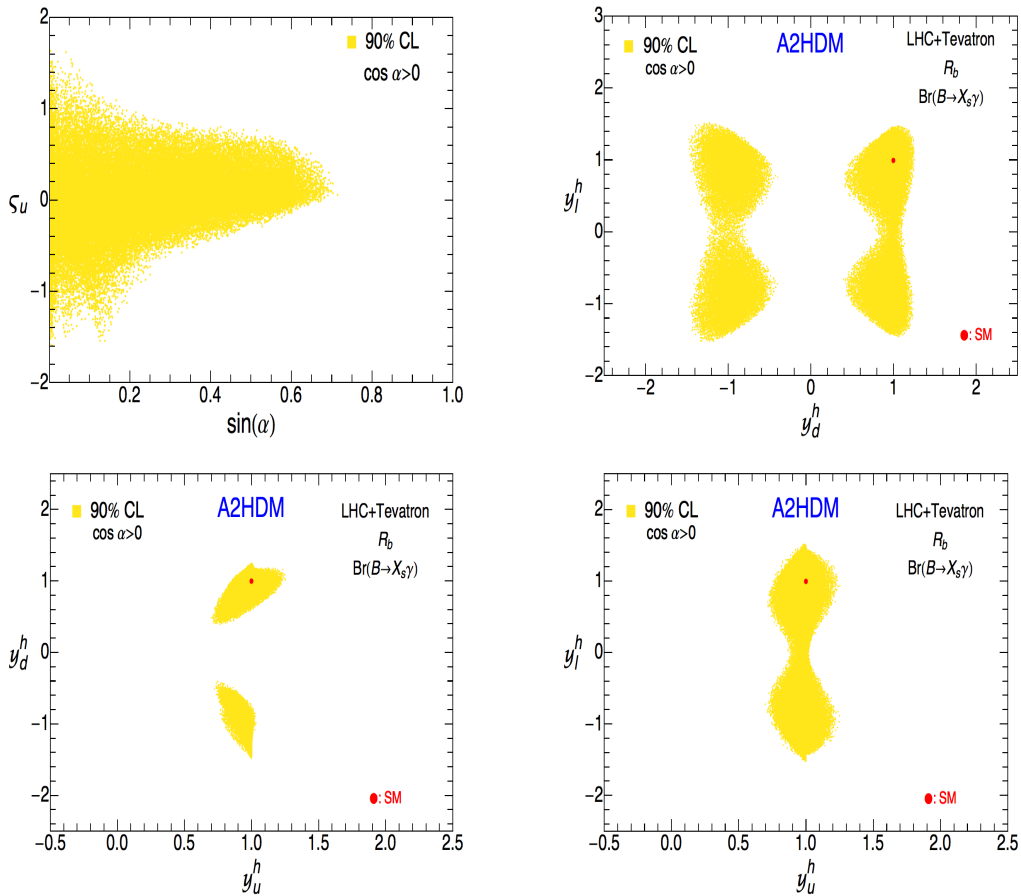 2
1
0
−1
−2
ςu
90% CL
cos α>0
0.0 0.2 0.4 0.6 0.8 1.0
sin(α)
3
2
1
0
−1
−2
y_l^h
90% CL
cos α>0
A2HDM
LHC+Tevatron
R_b
Br(B→X_sγ)
: SM
−2 −1 0 1 2
y_d^h
2
1
0
−1
−2
y_d^h
90% CL
cos α>0
A2HDM
LHC+Tevatron
R_b
Br(B→X_sγ)
: SM
−0.5 0.0 0.5 1.0 1.5 2.0 2.5
y_u^h
2
1
0
−1
−2
y_l^h
90% CL
cos α>0
A2HDM
LHC+Tevatron
R_b
Br(B→X_sγ)
: SM
−0.5 0.0 0.5 1.0 1.5 2.0 2.5
y_u^h